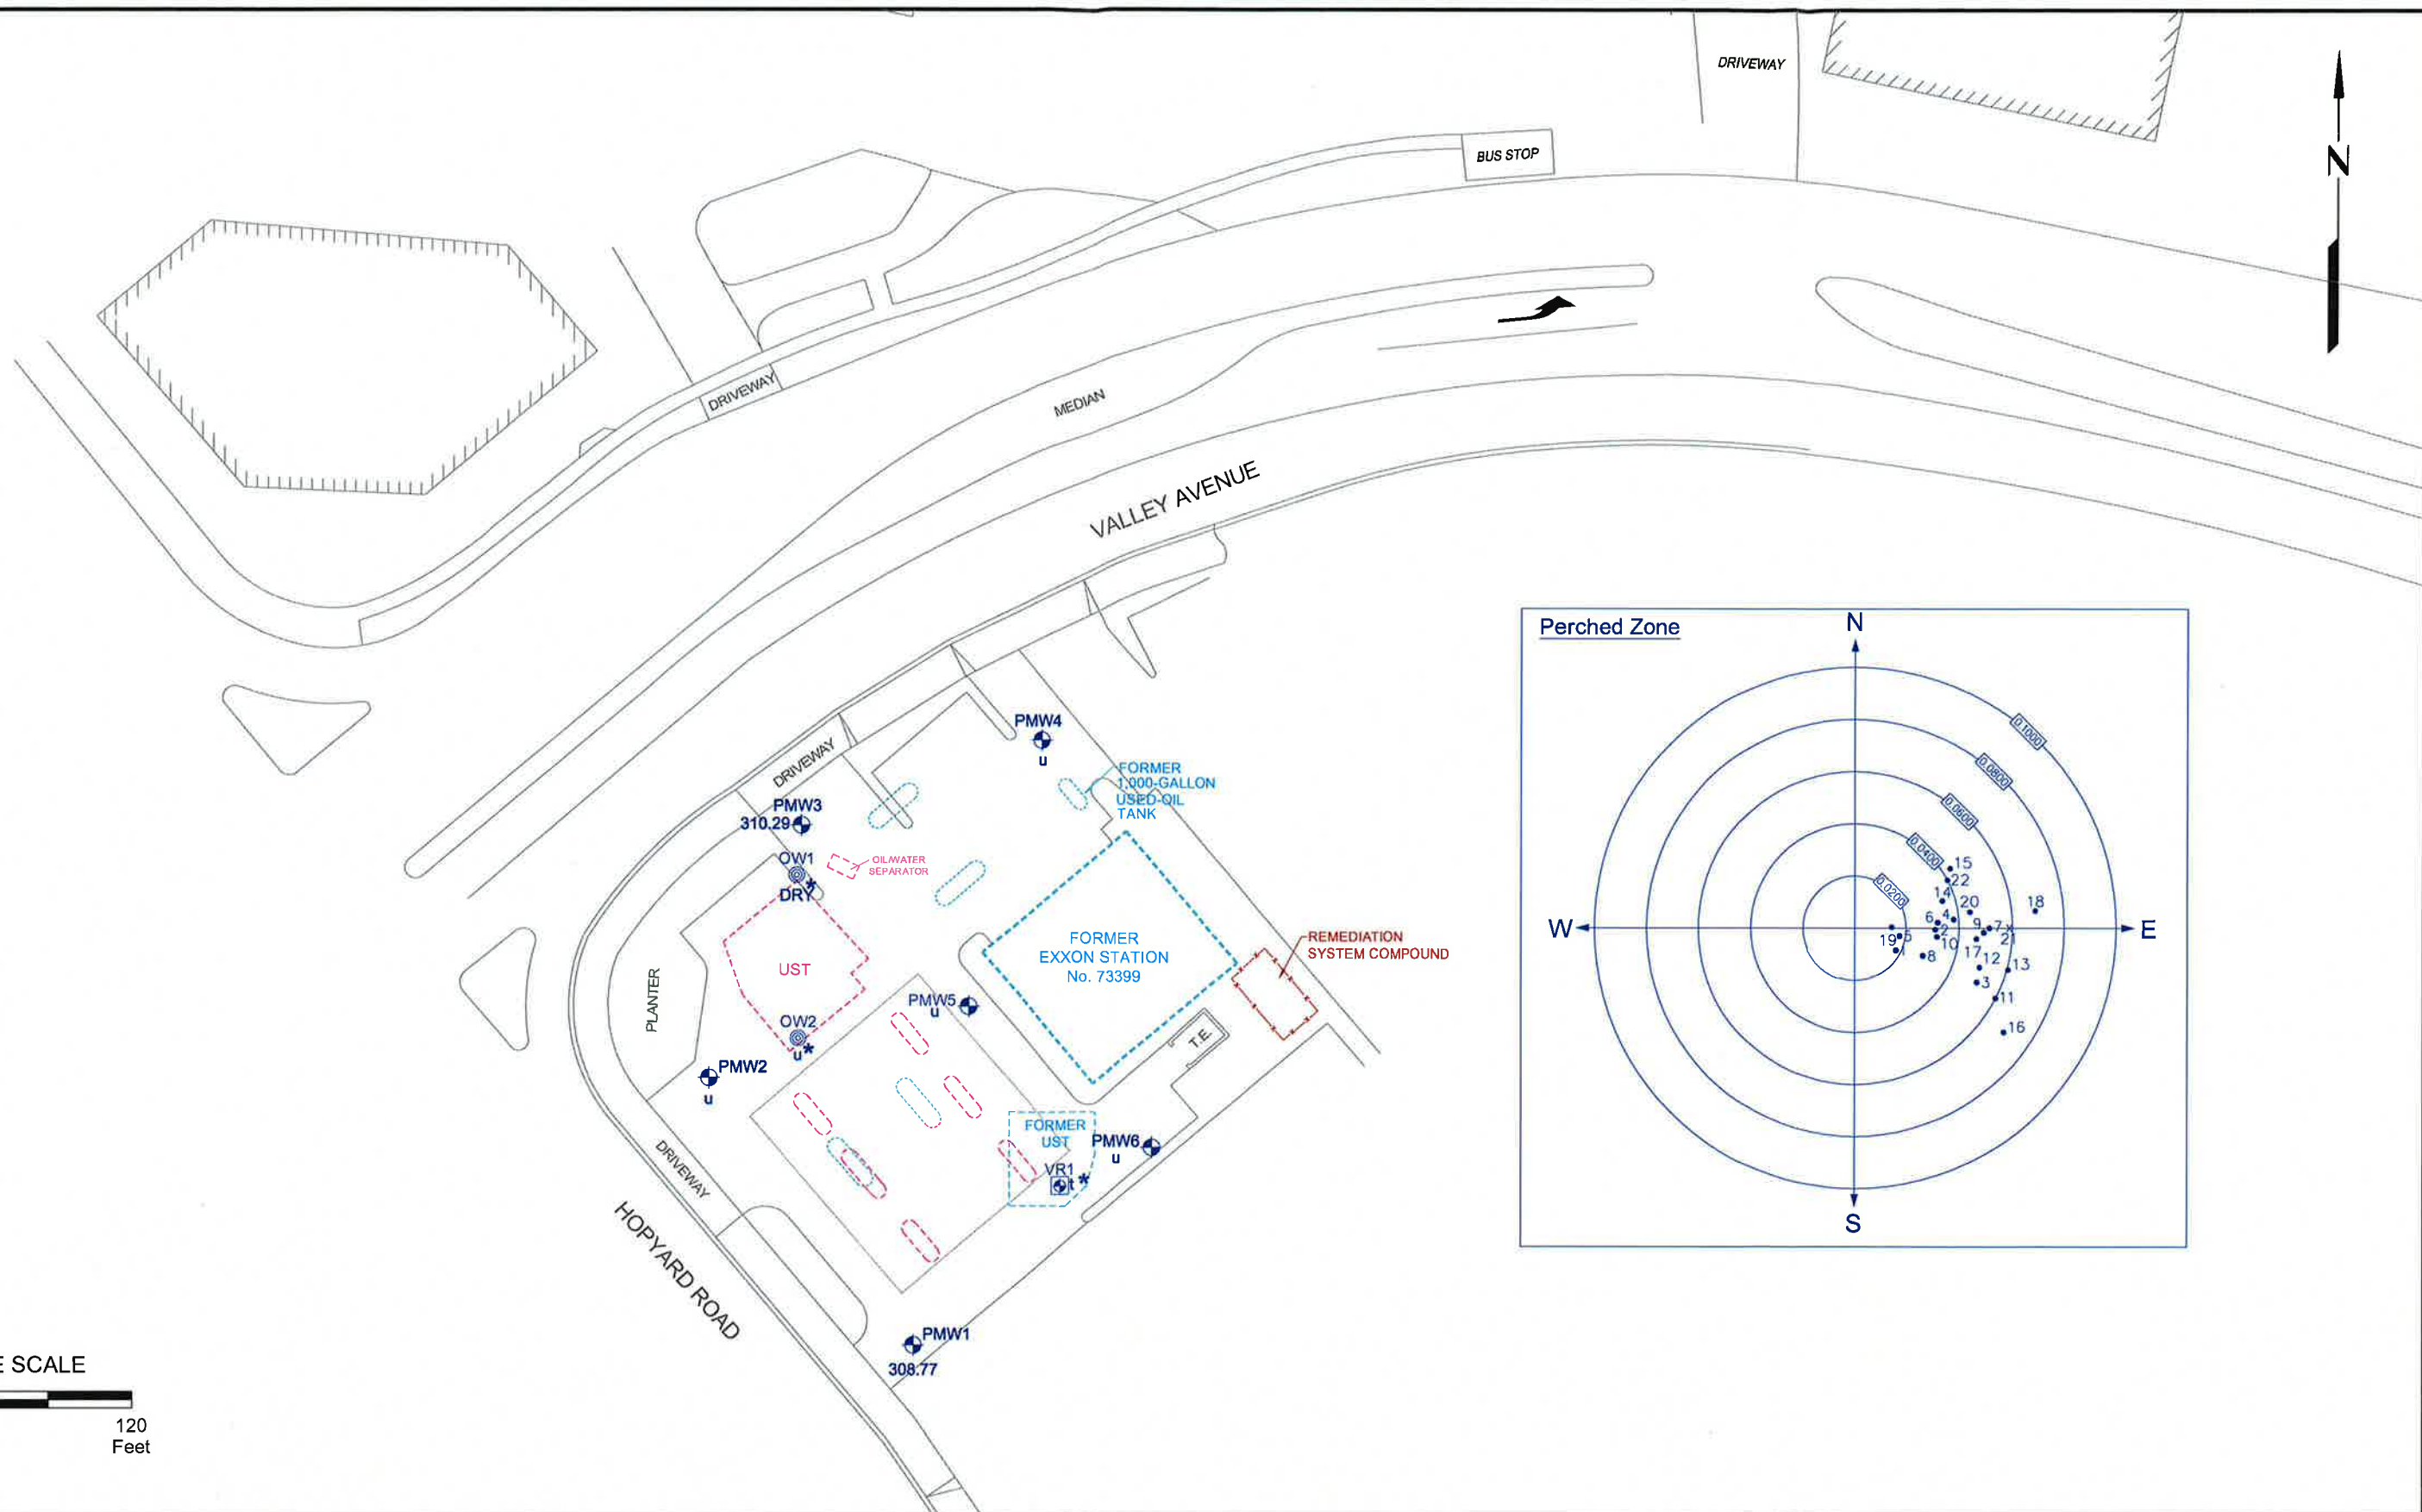 DRIVEWAY
BUS STOP
N
DRIVEWAY
MEDIAN
VALLEY AVENUE
PMW4
u
FORMER
1,000-GALLON
USED-OIL
TANK
DRIVEWAY
PMW3
310.29
OW1
*
DRY
OIL/WATER
SEPARATOR
UST
PLANTER
FORMER
EXXON STATION
No. 73399
REMEDIATION
SYSTEM COMPOUND
PMW5
u
OW2
u*
T.E.
PMW2
u
FORMER
UST
PMW6
u
VR1
t *
DRIVEWAY
HOPYARD ROAD
PMW1
308.77
SCALE
120
Feet
Perched Zone
N
0.1000
0.0800
0.0600
0.0400
0.0200
15
22
14
20
18
6
4
9
7
x
W
E
19
5
2
10
21
1
8
17
12
13
3
11
16
S